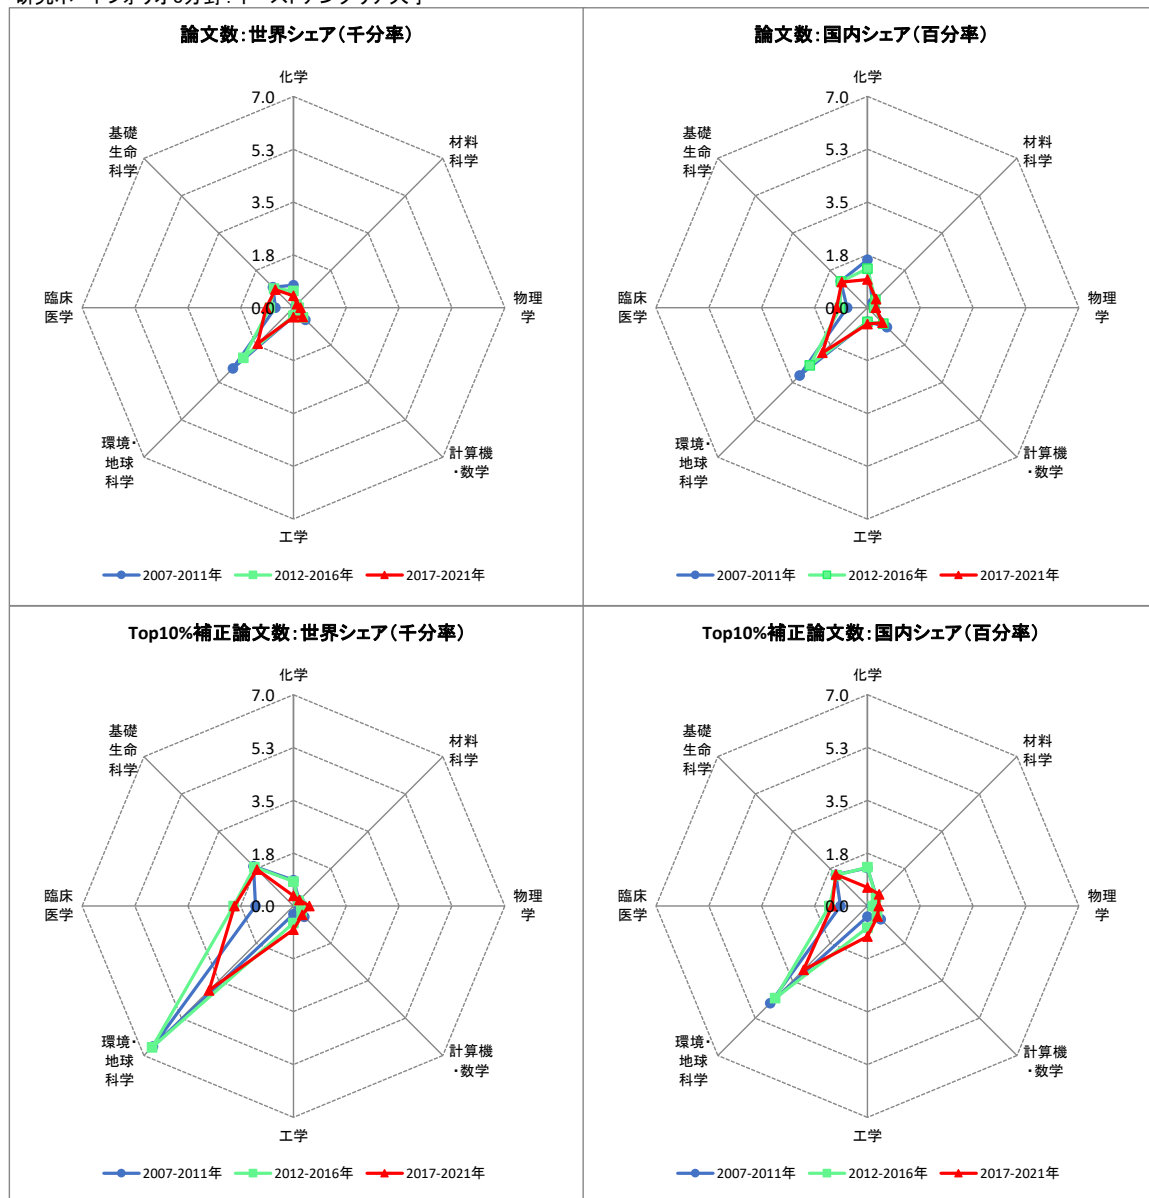 論文数：世界シェア（千分率）
化学
7.0
5.3
3.5
1.8
0.0
材料
科学
物理
学
計算機
・数学
工学
環境・
地球
科学
臨床
医学
基礎
生命
科学
2007-2011年 2012-2016年 2017-2021年
論文数：国内シェア（百分率）
化学
7.0
5.3
3.5
1.8
0.0
材料
科学
物理
学
計算機
・数学
工学
環境・
地球
科学
臨床
医学
基礎
生命
科学
2007-2011年 2012-2016年 2017-2021年
Top10%補正論文数：世界シェア（千分率）
化学
7.0
5.3
3.5
1.8
0.0
材料
科学
物理
学
計算機
・数学
工学
環境・
地球
科学
臨床
医学
基礎
生命
科学
2007-2011年 2012-2016年 2017-2021年
Top10%補正論文数：国内シェア（百分率）
化学
7.0
5.3
3.5
1.8
0.0
材料
科学
物理
学
計算機
・数学
工学
環境・
地球
科学
臨床
医学
基礎
生命
科学
2007-2011年 2012-2016年 2017-2021年